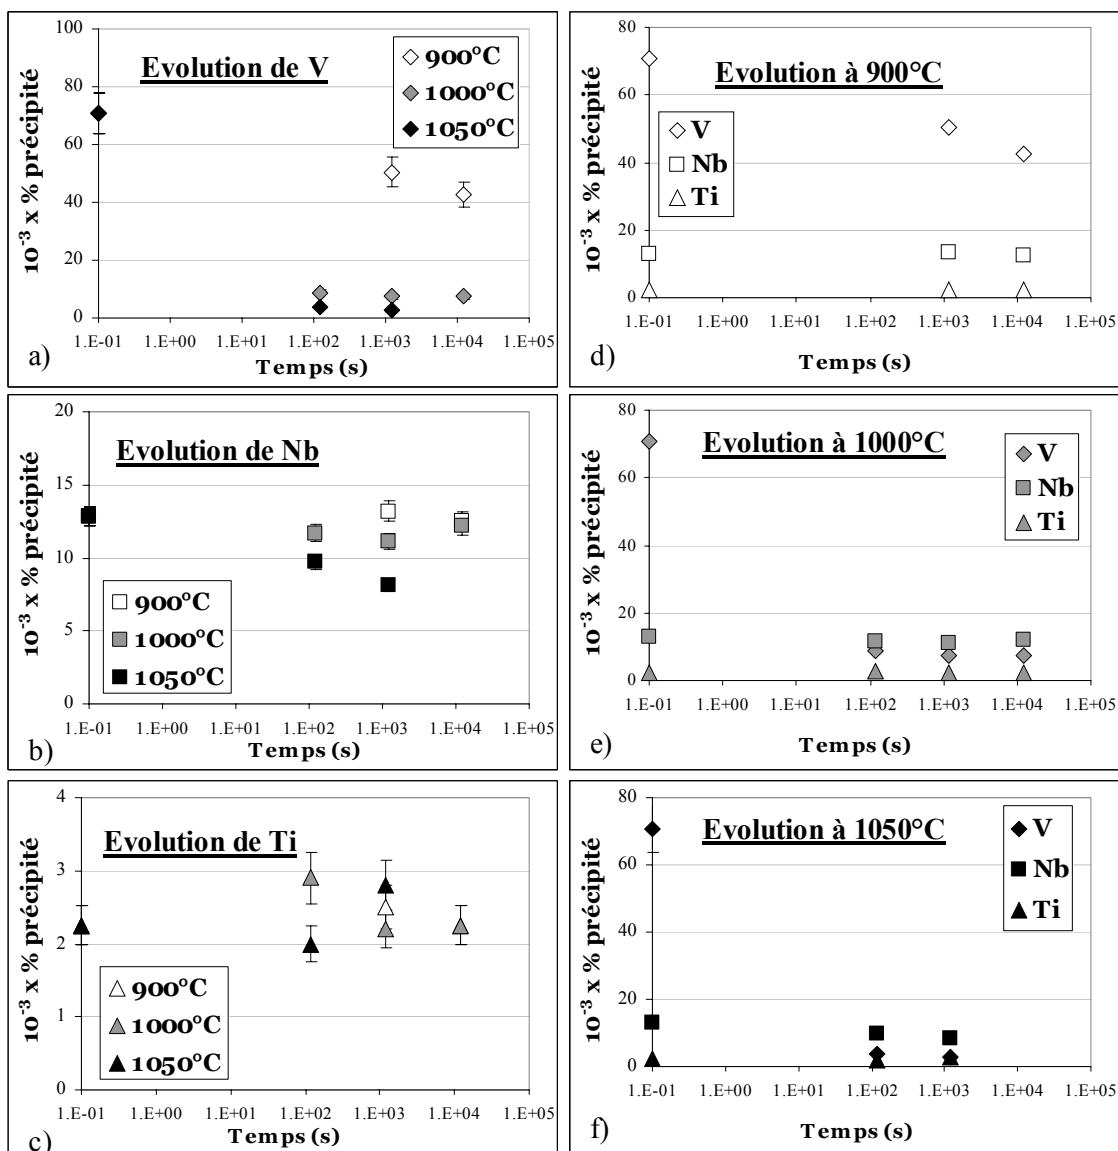 Evolution de V
10⁻³ x % précipité
100
80
60
40
20
0
900°C
1000°C
1050°C
1.E-01 1.E+00 1.E+01 1.E+02 1.E+03 1.E+04 1.E+05
Temps (s)
a)
Evolution de Nb
10⁻³ x % précipité
20
15
10
5
0
900°C
1000°C
1050°C
1.E-01 1.E+00 1.E+01 1.E+02 1.E+03 1.E+04 1.E+05
Temps (s)
b)
Evolution de Ti
10⁻³ x % précipité
4
3
2
1
0
900°C
1000°C
1050°C
1.E-01 1.E+00 1.E+01 1.E+02 1.E+03 1.E+04 1.E+05
Temps (s)
c)
Evolution à 900°C
10⁻³ x % précipité
80
60
40
20
0
V
Nb
Ti
1.E-01 1.E+00 1.E+01 1.E+02 1.E+03 1.E+04 1.E+05
Temps (s)
d)
Evolution à 1000°C
10⁻³ x % précipité
80
60
40
20
0
V
Nb
Ti
1.E-01 1.E+00 1.E+01 1.E+02 1.E+03 1.E+04 1.E+05
Temps (s)
e)
Evolution à 1050°C
10⁻³ x % précipité
80
60
40
20
0
V
Nb
Ti
1.E-01 1.E+00 1.E+01 1.E+02 1.E+03 1.E+04 1.E+05
Temps (s)
f)